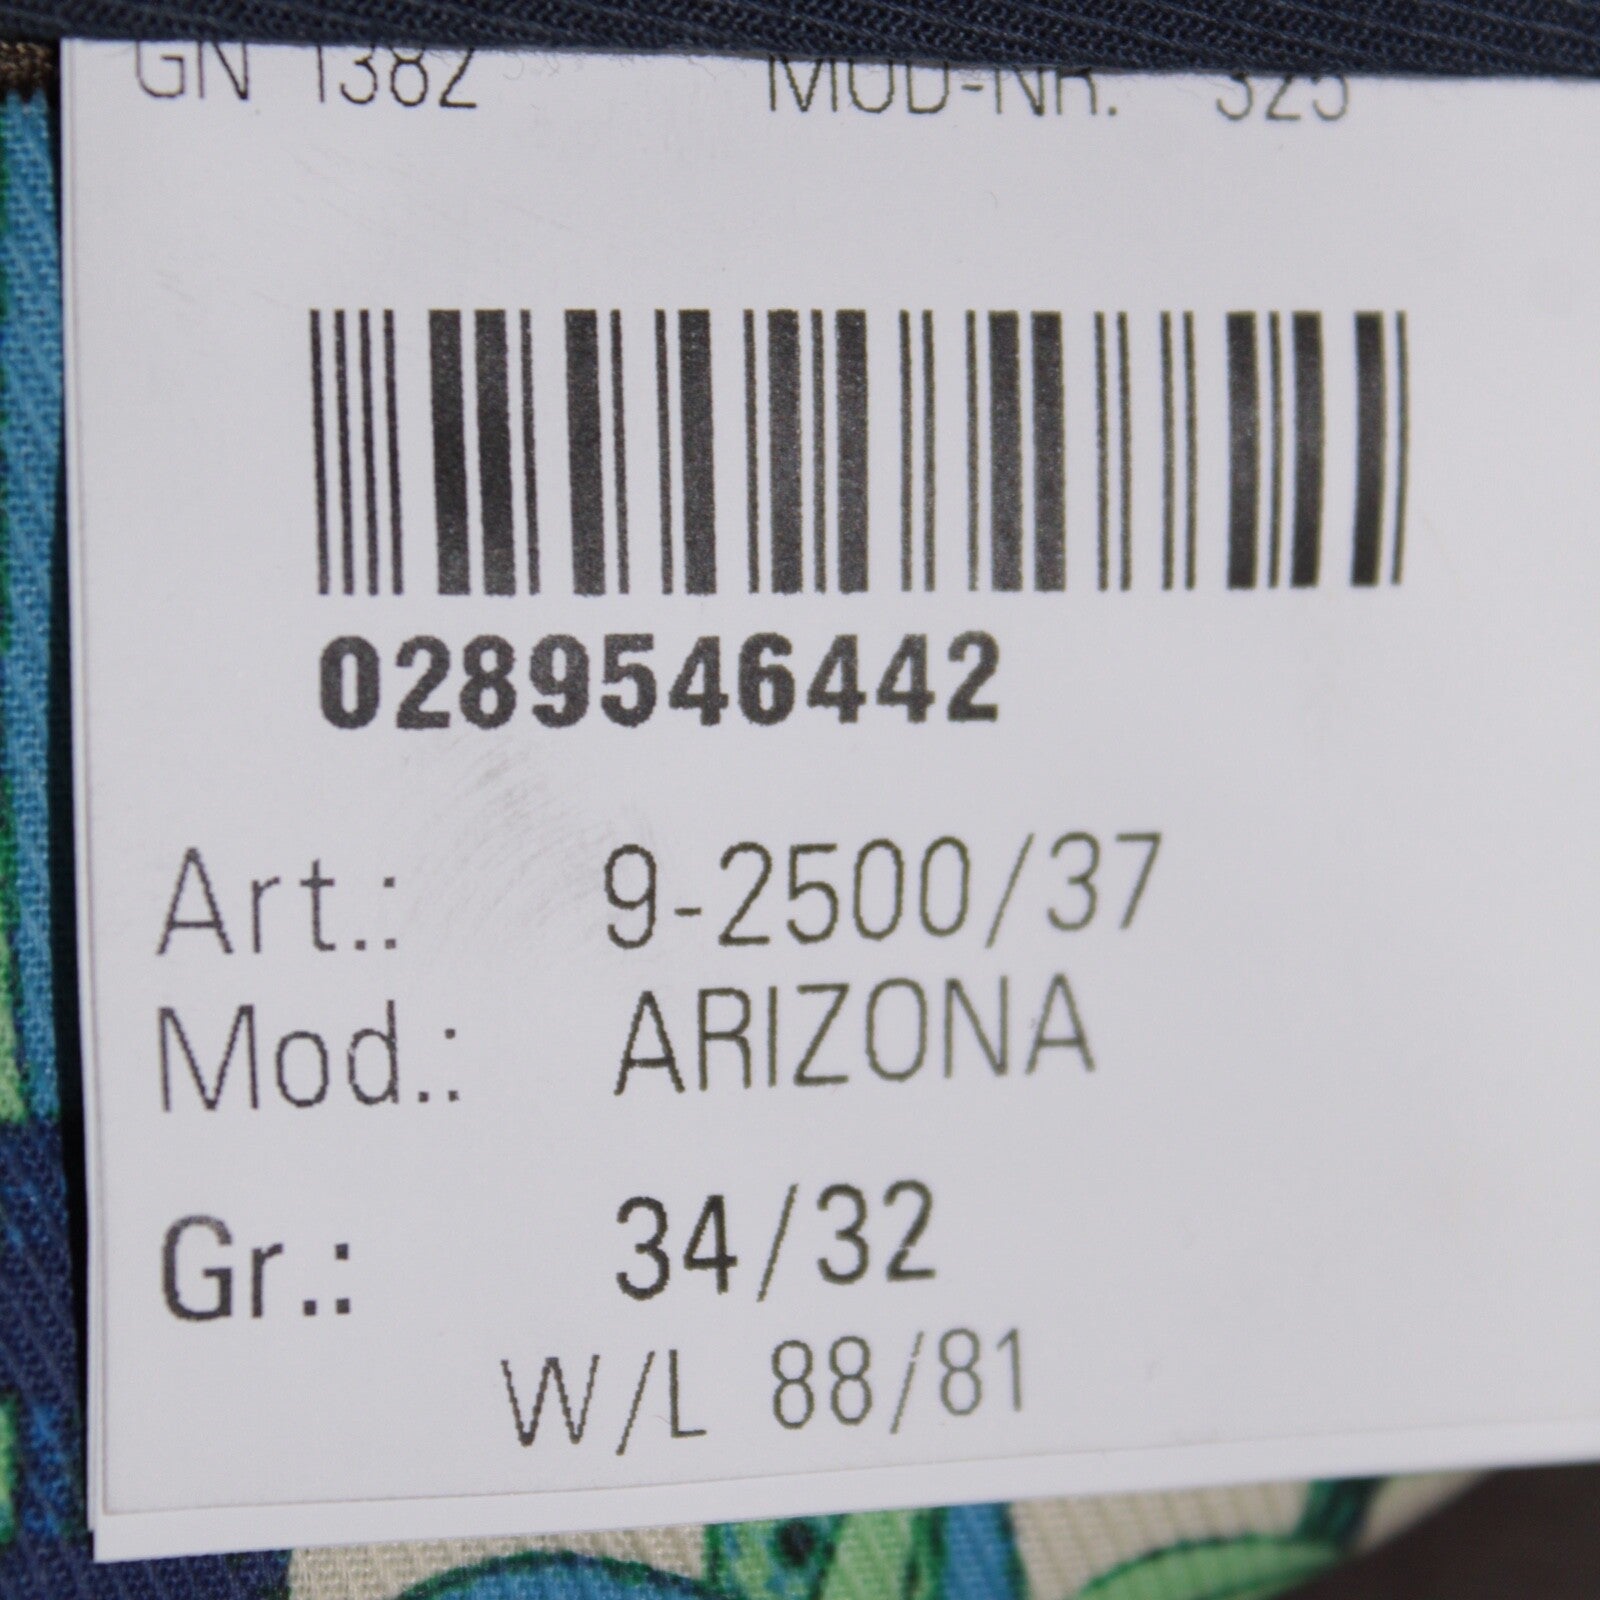 GN 1382 MOD-NR. 325
0289546442
Art.: 9-2500/37
Mod.: ARIZONA
Gr.: 34/32
W/L 88/81